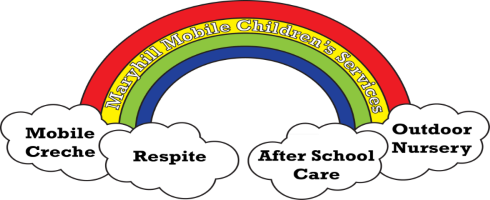 Maryhill Mobile Children's Services
Mobile
Creche
Respite
After School
Care
Outdoor
Nursery